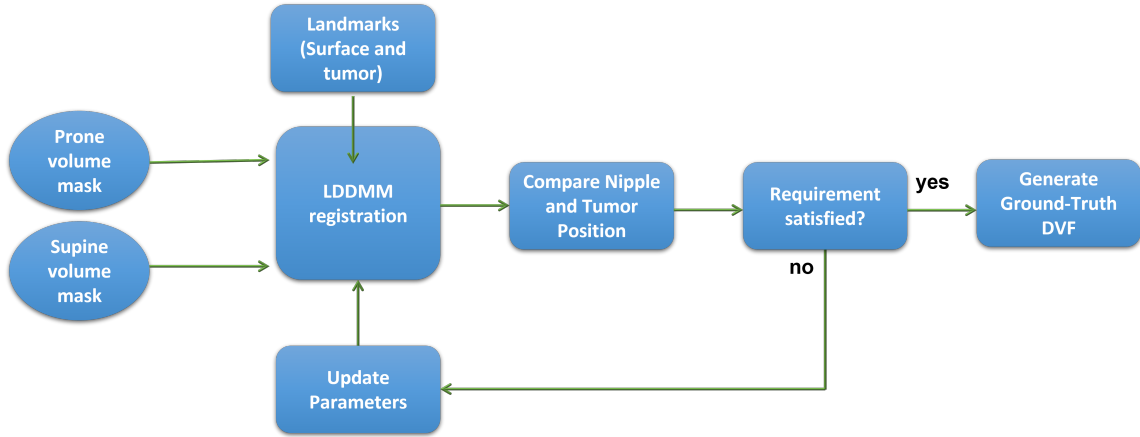 Landmarks
(Surface and
tumor)
Prone
volume
mask
LDDMM
registration
Compare Nipple
and Tumor
Position
Requirement
satisfied?
yes
Generate
Ground-Truth
DVF
Supine
volume
mask
no
Update
Parameters